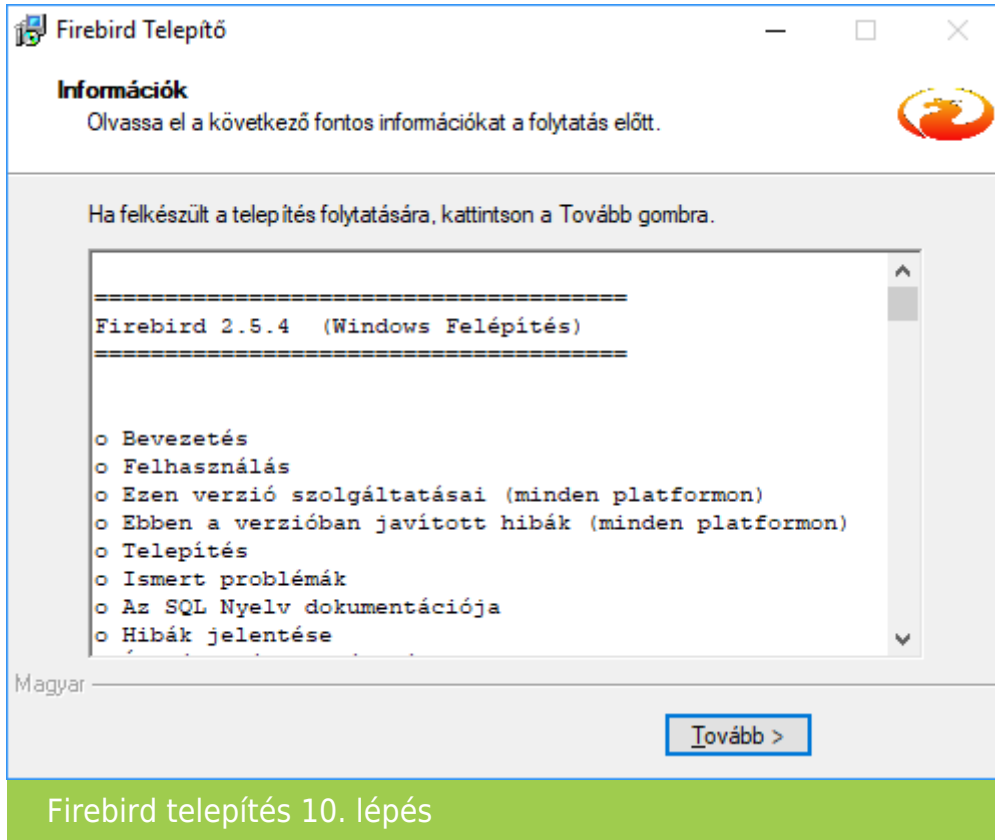 Firebird Telepítő
Információk
Olvassa el a következő fontos információkat a folytatás előtt.
Ha felkészült a telepítés folytatására, kattintson a Tovább gombra.
======================================
Firebird 2.5.4 (Windows Felépítés)
======================================
o Bevezetés
o Felhasználás
o Ezen verzió szolgáltatásai (minden platformon)
o Ebben a verzióban javított hibák (minden platformon)
o Telepítés
o Ismert problémák
o Az SQL Nyelv dokumentációja
o Hibák jelentése
Magyar
Tovább >
Firebird telepítés 10. lépés